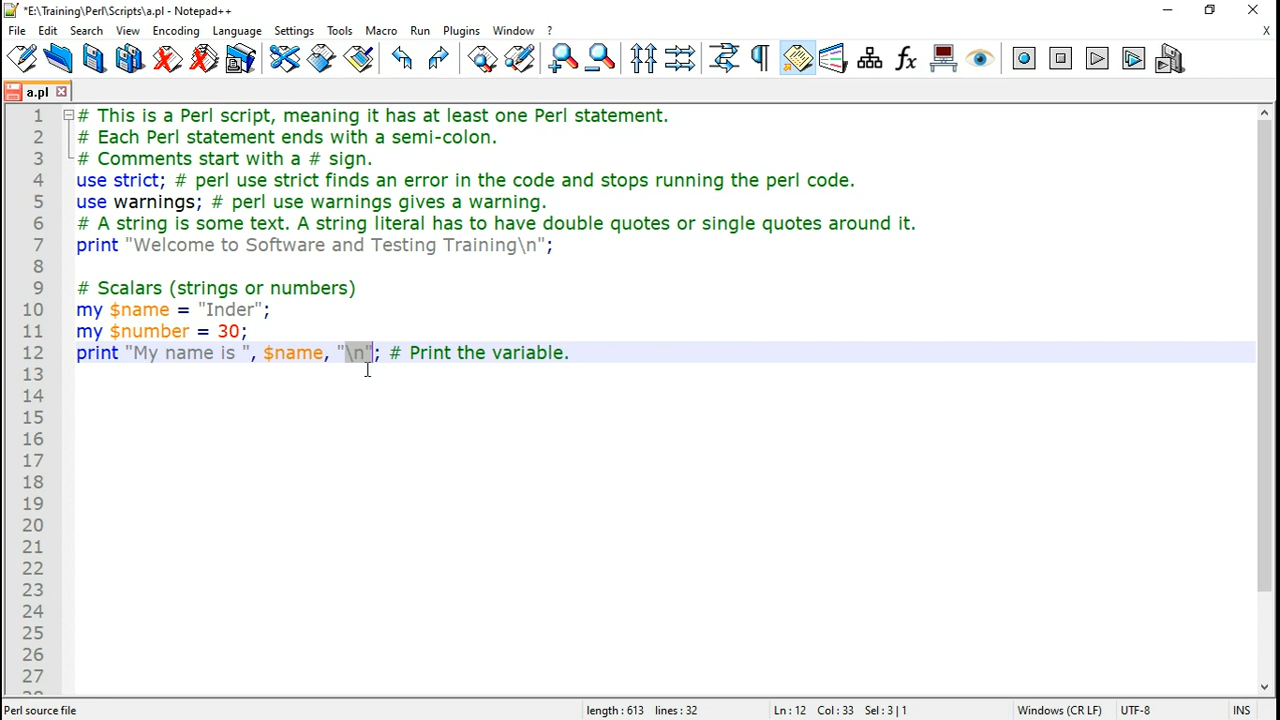 *E:\Training\Perl\Scripts\a.pl - Notepad++
File Edit Search View Encoding Language Settings Tools Macro Run Plugins Window ? X
a.pl
1 # This is a Perl script, meaning it has at least one Perl statement.
2 # Each Perl statement ends with a semi-colon.
3 # Comments start with a # sign.
4 use strict; # perl use strict finds an error in the code and stops running the perl code.
5 use warnings; # perl use warnings gives a warning.
6 # A string is some text. A string literal has to have double quotes or single quotes around it.
7 print "Welcome to Software and Testing Training\n";
8
9 # Scalars (strings or numbers)
10 my $name = "Inder";
11 my $number = 30;
12 print "My name is ", $name, "\n"; # Print the variable.
13
14
15
16
17
18
19
20
21
22
23
24
25
26
27
Perl source file length : 613 lines : 32 Ln : 12 Col : 33 Sel : 3 | 1 Windows (CR LF) UTF-8 INS